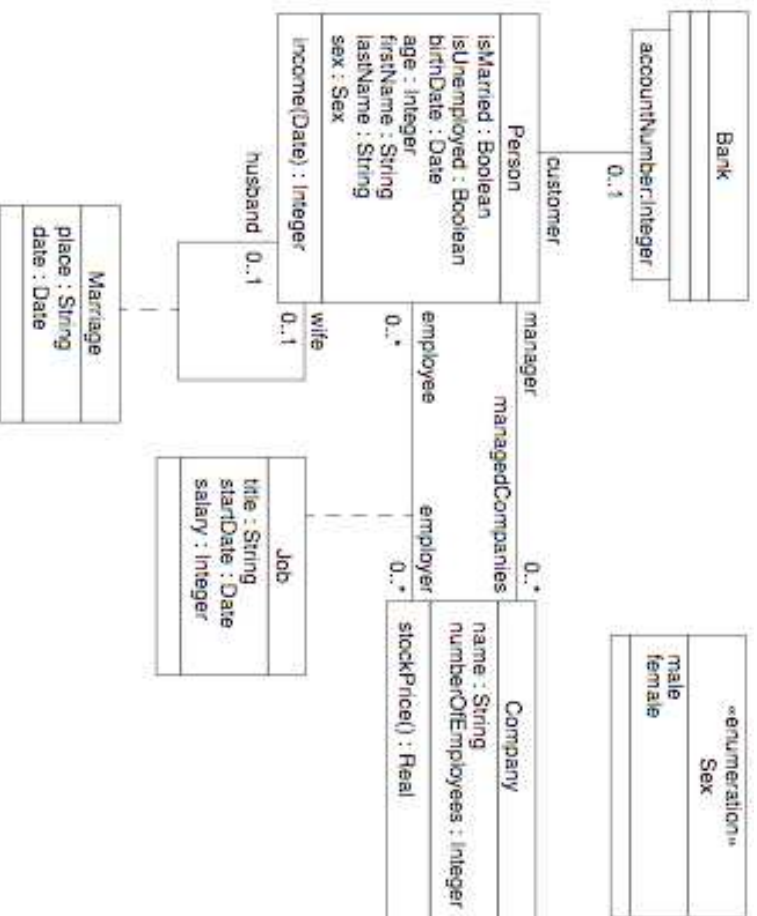 Bank
accountNumber:Integer
0..1
customer
Person
isMarried : Boolean
isUnemployed : Boolean
birthDate : Date
age : Integer
firstName : String
lastName : String
sex : Sex
income(Date) : Integer
manager
managedCompanies
0..*
employee
0..*
employer
0..*
wife
0..1
husband
0..1
Company
name : String
numberOfEmployees : Integer
stockPrice() : Real
«enumeration»
Sex
male
female
Job
title : String
startDate : Date
salary : Integer
Marriage
place : String
date : Date